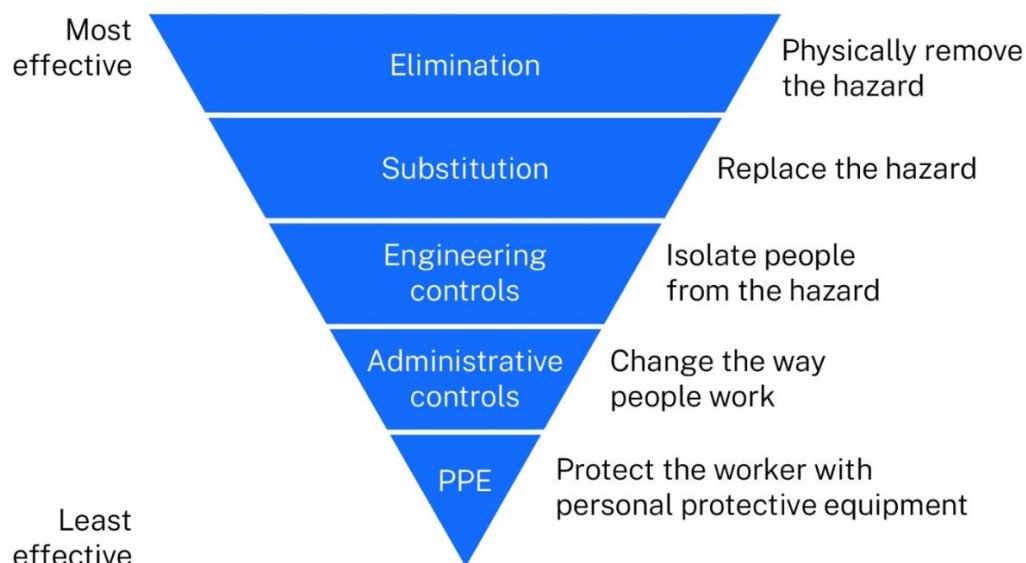 Most
effective
Elimination
Physically remove
the hazard
Substitution
Replace the hazard
Engineering
controls
Isolate people
from the hazard
Administrative
controls
Change the way
people work
PPE
Protect the worker with
personal protective equipment
Least
effective